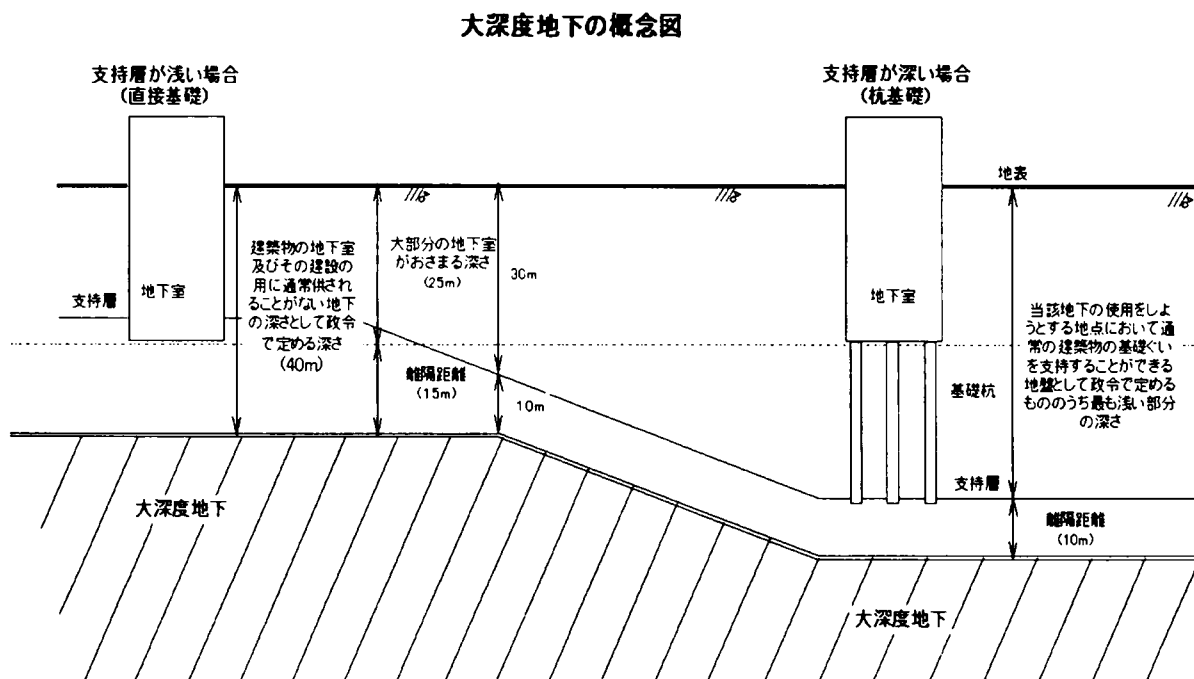 大深度地下の概念図
支持層が浅い場合
(直接基礎)
支持層が深い場合
(杭基礎)
地表
建築物の地下室
及びその建設の
用に通常供され
ることがない地下
の深さとして政令
で定める深さ
(40m)
大部分の地下室
がおさまる深さ
(25m)
30m
支持層
地下室
地下室
離隔距離
(15m)
10m
基礎杭
当該地下の使用をしよ
うとする地点において通
常の建築物の基礎ぐい
を支持することができる
地盤として政令で定める
もののうち最も浅い部分
の深さ
支持層
離隔距離
(10m)
大深度地下
大深度地下